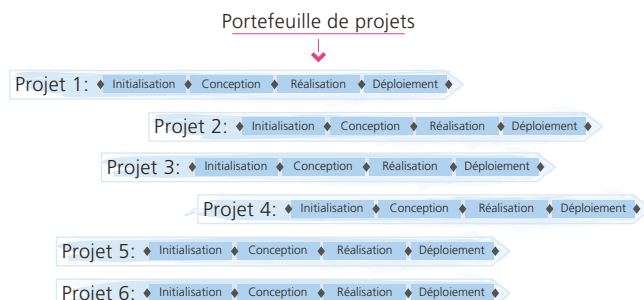 Portefeuille de projets
Projet 1: Initialisation Conception Réalisation Déploiement
Projet 2: Initialisation Conception Réalisation Déploiement
Projet 3: Initialisation Conception Réalisation Déploiement
Projet 4: Initialisation Conception Réalisation Déploiement
Projet 5: Initialisation Conception Réalisation Déploiement
Projet 6: Initialisation Conception Réalisation Déploiement